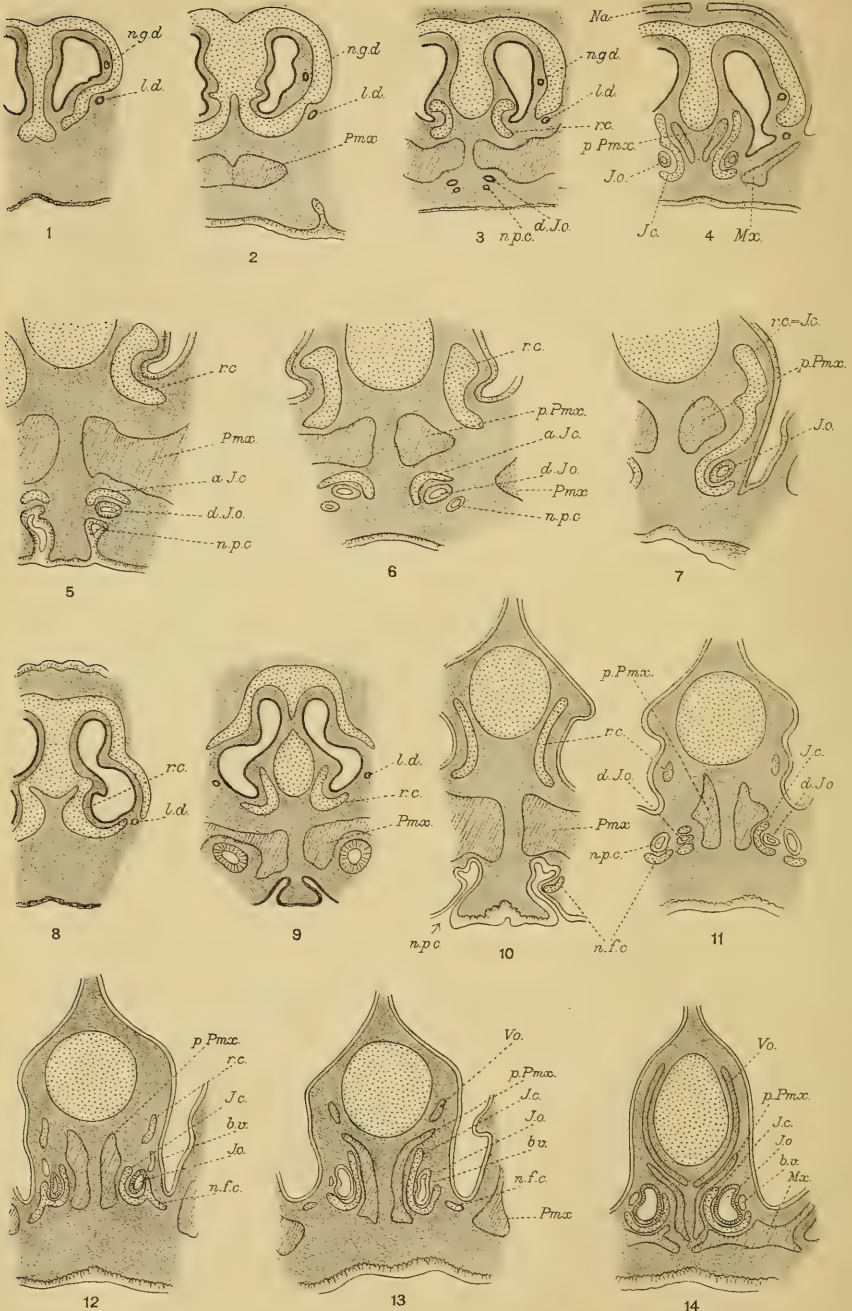 n.g.d
l.d.
1
n.g.d
l.d.
Pmx
2
n.g.d.
l.d.
r.c.
d.J.o.
n.p.c.
3
Na.
p.Pmx.
J.o.
J.c.
Mx.
4
r.c
Pmx.
a J.c
d.J.o.
n.p.c
5
r.c.
p.Pmx.
a.J.c.
d.J.o.
Pmx
n.p.c.
6
r.c.=J.c.
p.Pmx.
J.o.
7
r.c.
l.d.
8
l.d.
r.c.
Pmx.
9
r.c.
Pmx
n.p.c.
n.f.c
10
p.Pmx.
J.c.
d.J.o
d.J.o.
n.p.c.
11
p Pmx.
r.c.
J.c.
b.v.
J.o.
n.f.c.
12
Vo.
p.Pmx.
J.c.
J.o.
b.v.
n.f.c.
Pmx
13
Vo.
p.Pmx.
J.c.
J.o
b.v.
Mx.
14